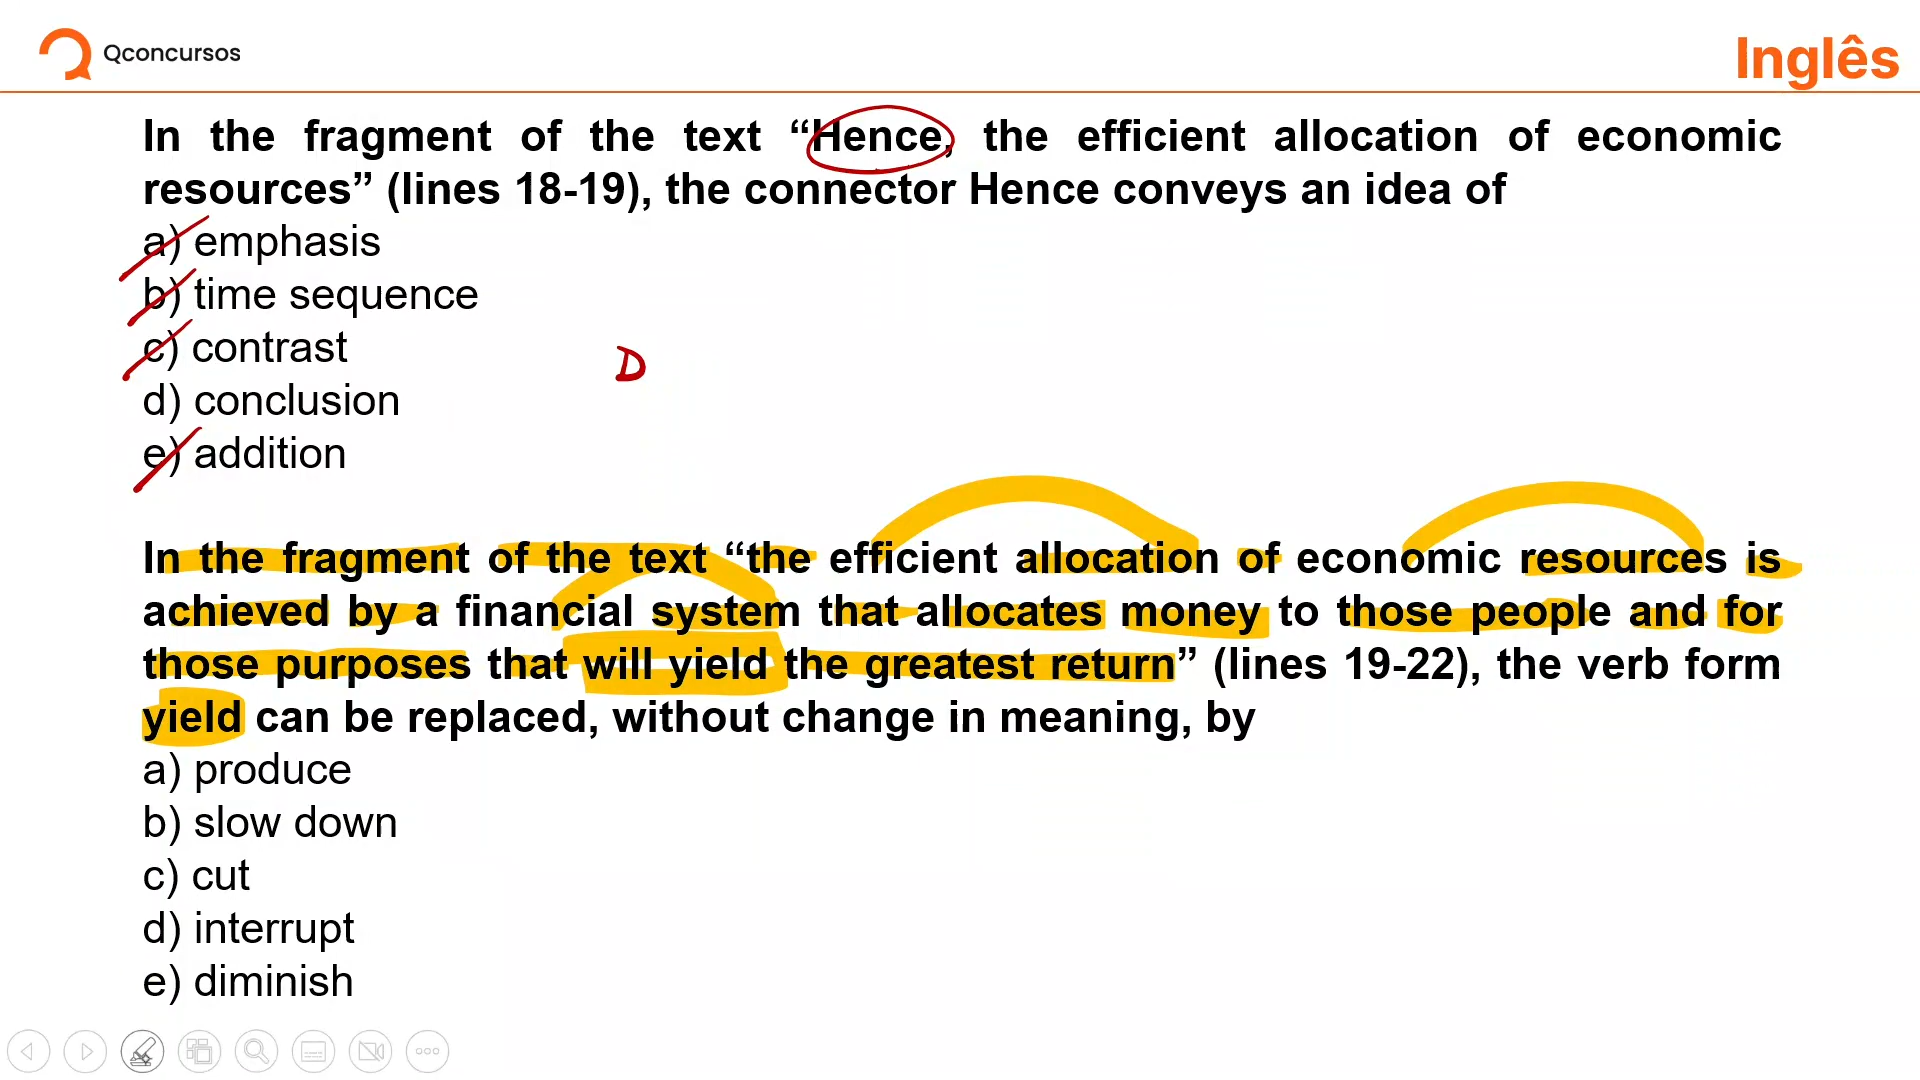 Qconcursos
Inglês
In the fragment of the text “Hence, the efficient allocation of economic
resources” (lines 18-19), the connector Hence conveys an idea of
a) emphasis
b) time sequence
c) contrast
D
d) conclusion
e) addition
In the fragment of the text “the efficient allocation of economic resources is
achieved by a financial system that allocates money to those people and for
those purposes that will yield the greatest return” (lines 19-22), the verb form
yield can be replaced, without change in meaning, by
a) produce
b) slow down
c) cut
d) interrupt
e) diminish